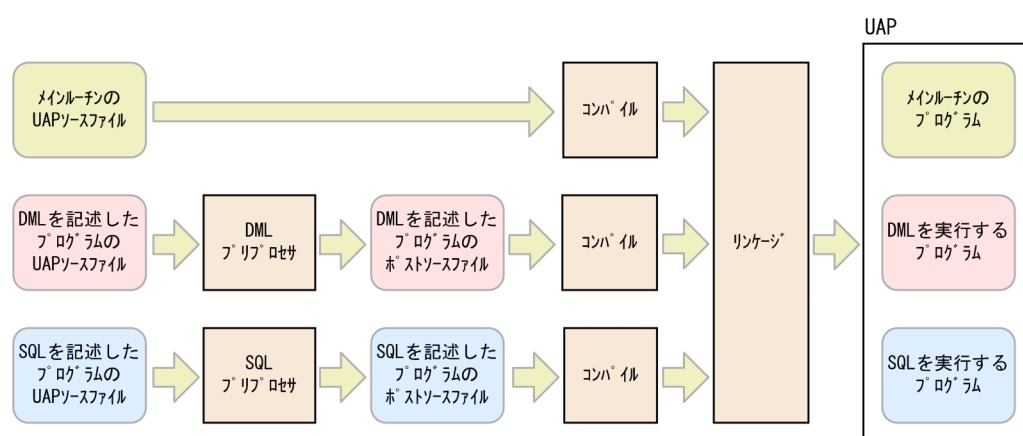 UAP
ﾒｲﾝﾙｰﾁﾝの
UAPｿｰｽﾌｧｲﾙ
ｺﾝﾊﾟｲﾙ
ﾒｲﾝﾙｰﾁﾝの
ﾌﾟﾛｸﾞﾗﾑ
DMLを記述した
ﾌﾟﾛｸﾞﾗﾑの
UAPｿｰｽﾌｧｲﾙ
DML
ﾌﾟﾘﾌﾟﾛｾｻ
DMLを記述した
ﾌﾟﾛｸﾞﾗﾑの
ﾎﾟｽﾄｿｰｽﾌｧｲﾙ
ｺﾝﾊﾟｲﾙ
ﾘﾝｹｰｼﾞ
DMLを実行する
ﾌﾟﾛｸﾞﾗﾑ
SQLを記述した
ﾌﾟﾛｸﾞﾗﾑの
UAPｿｰｽﾌｧｲﾙ
SQL
ﾌﾟﾘﾌﾟﾛｾｻ
SQLを記述した
ﾌﾟﾛｸﾞﾗﾑの
ﾎﾟｽﾄｿｰｽﾌｧｲﾙ
ｺﾝﾊﾟｲﾙ
SQLを実行する
ﾌﾟﾛｸﾞﾗﾑ